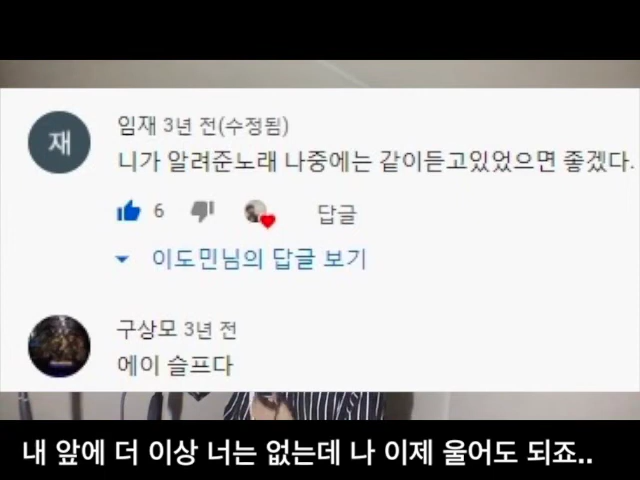 재
임재 3년 전(수정됨)
니가 알려준노래 나중에는 같이듣고있었으면 좋겠다.
6
답글
이도민님의 답글 보기
구상모 3년 전
에이 슬프다
내 앞에 더 이상 너는 없는데 나 이제 울어도 되죠..